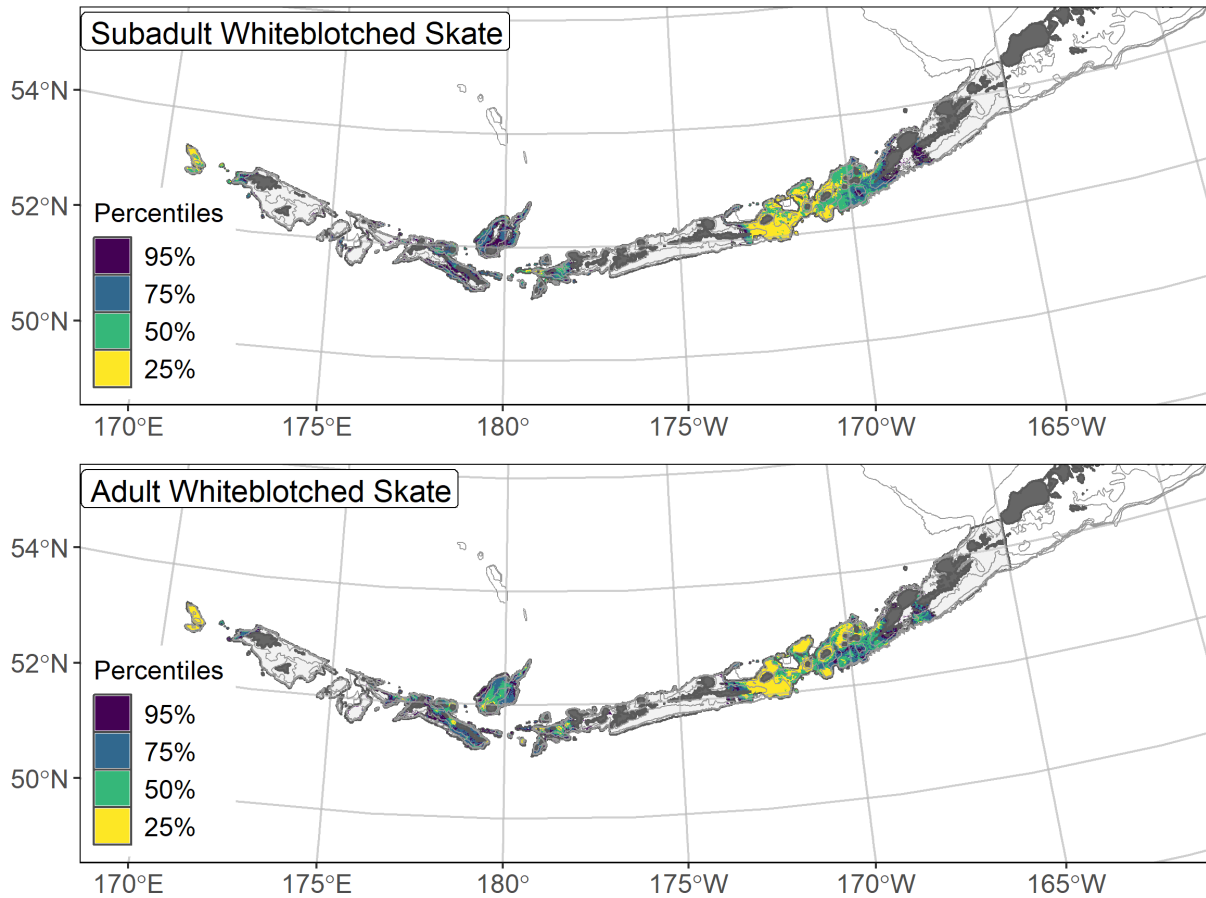 Subadult Whiteblotched Skate
54°N
52°N
50°N
Percentiles
95%
75%
50%
25%
170°E
175°E
180°
175°W
170°W
165°W
Adult Whiteblotched Skate
54°N
52°N
50°N
Percentiles
95%
75%
50%
25%
170°E
175°E
180°
175°W
170°W
165°W